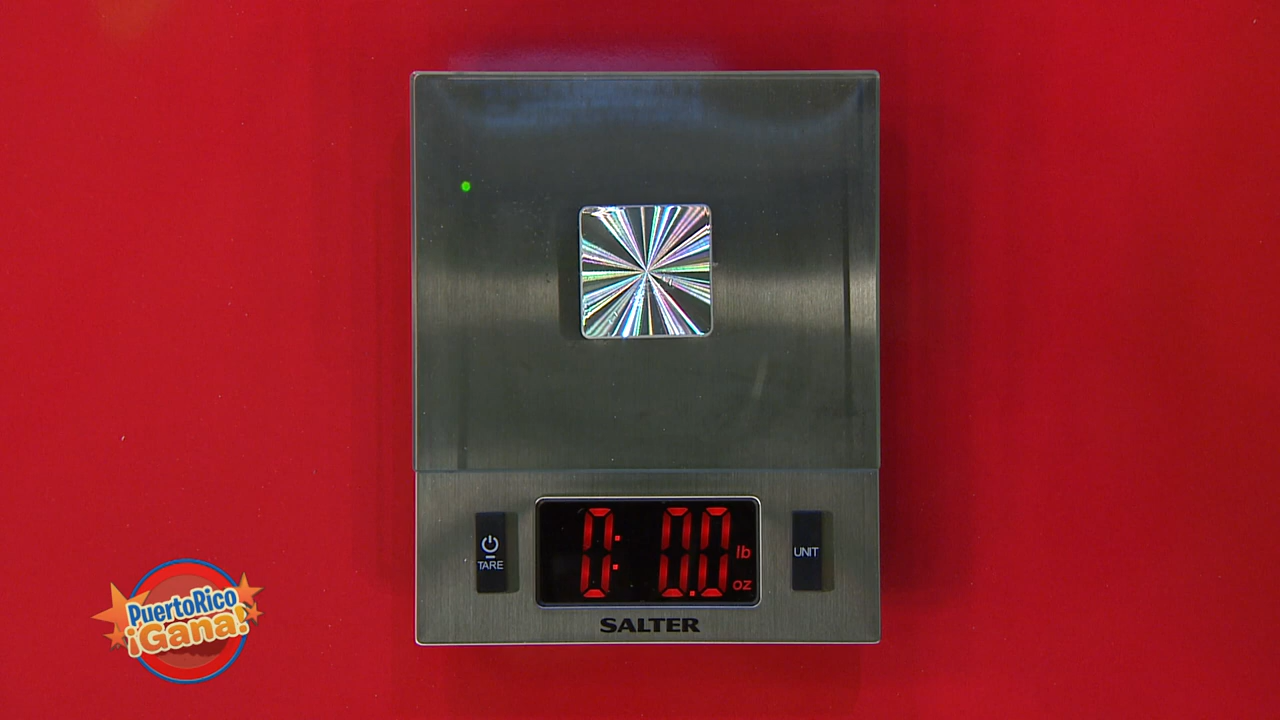 0: 0.0
lb
oz
TARE
UNIT
SALTER
PuertoRico
¡Gana!